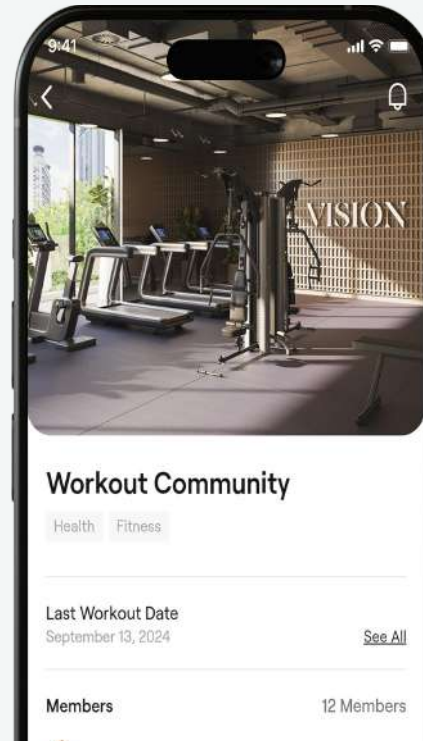 9:41
VISION
Workout Community
Health Fitness
Last Workout Date
September 13, 2024 See All
Members 12 Members